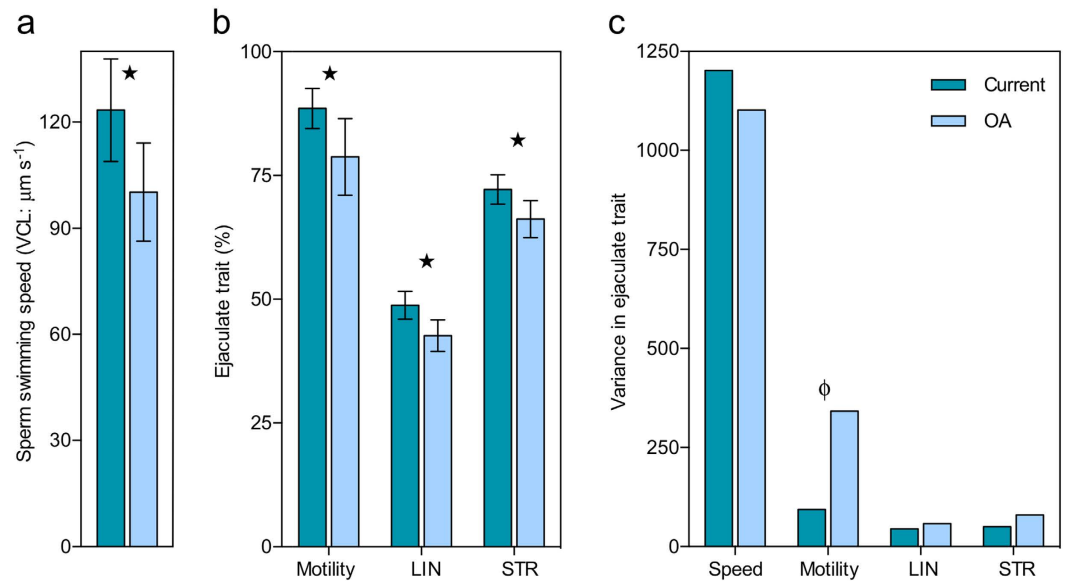 a
Sperm swimming speed (VCL: μm s-1)
120
90
60
30
0
b
Ejaculate trait (%)
100
75
50
25
0
Motility
LIN
STR
c
Variance in ejaculate trait
1250
1000
750
500
250
0
Current
OA
ϕ
Speed
Motility
LIN
STR